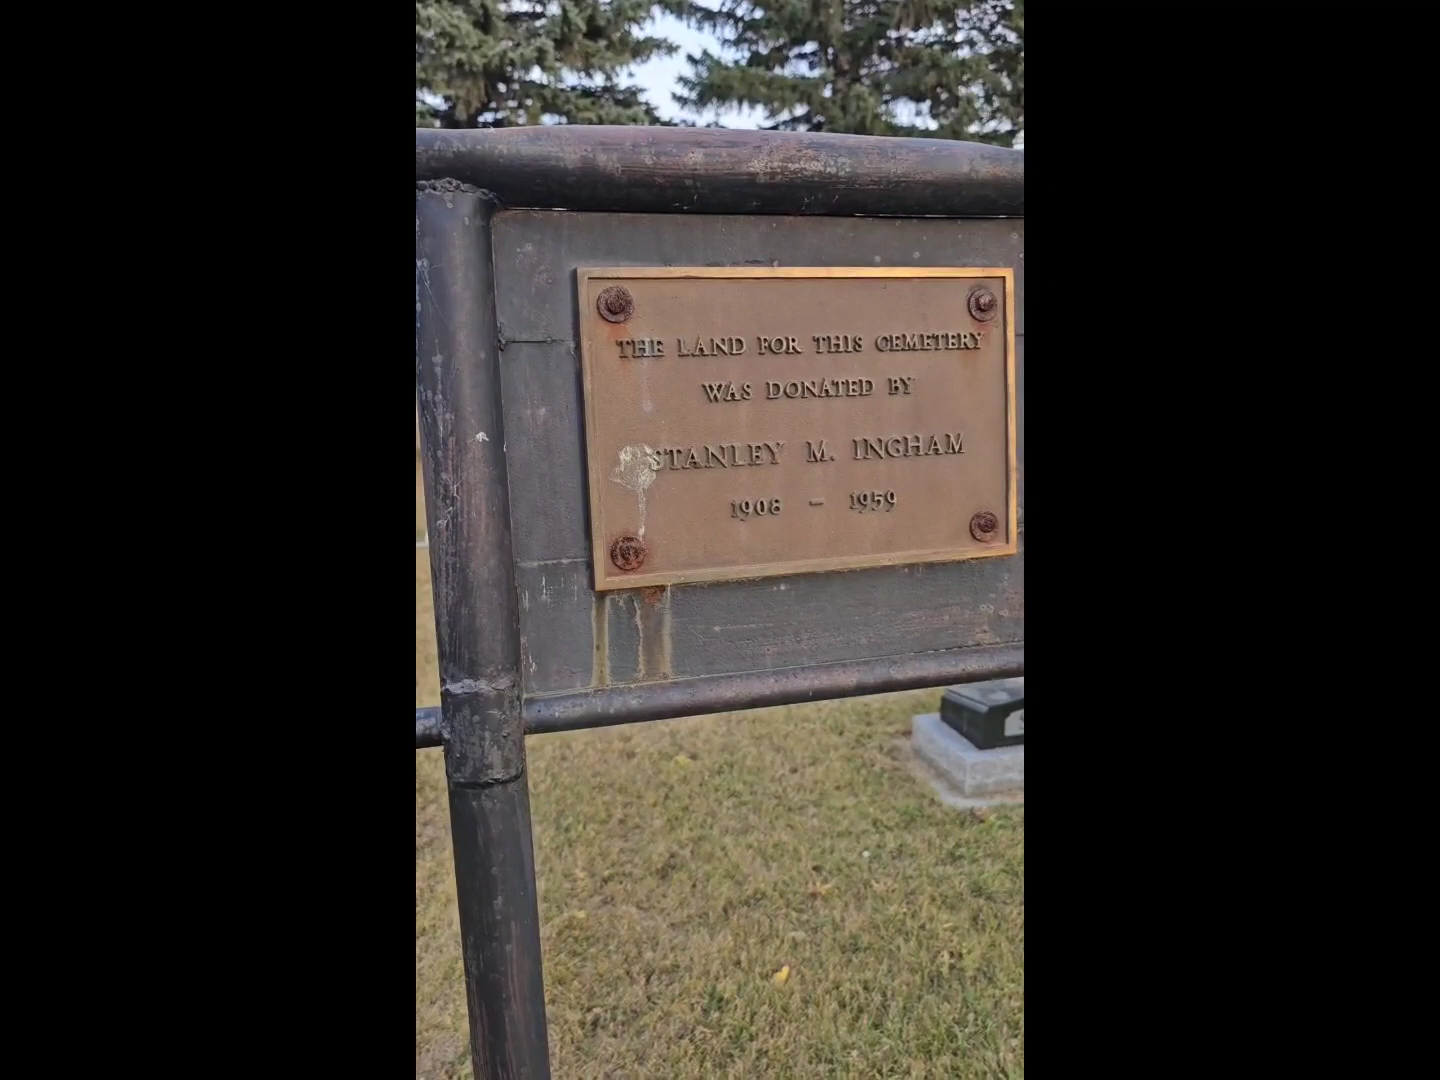 THE LAND FOR THIS CEMETERY
WAS DONATED BY
STANLEY M. INGHAM
1908 - 1959